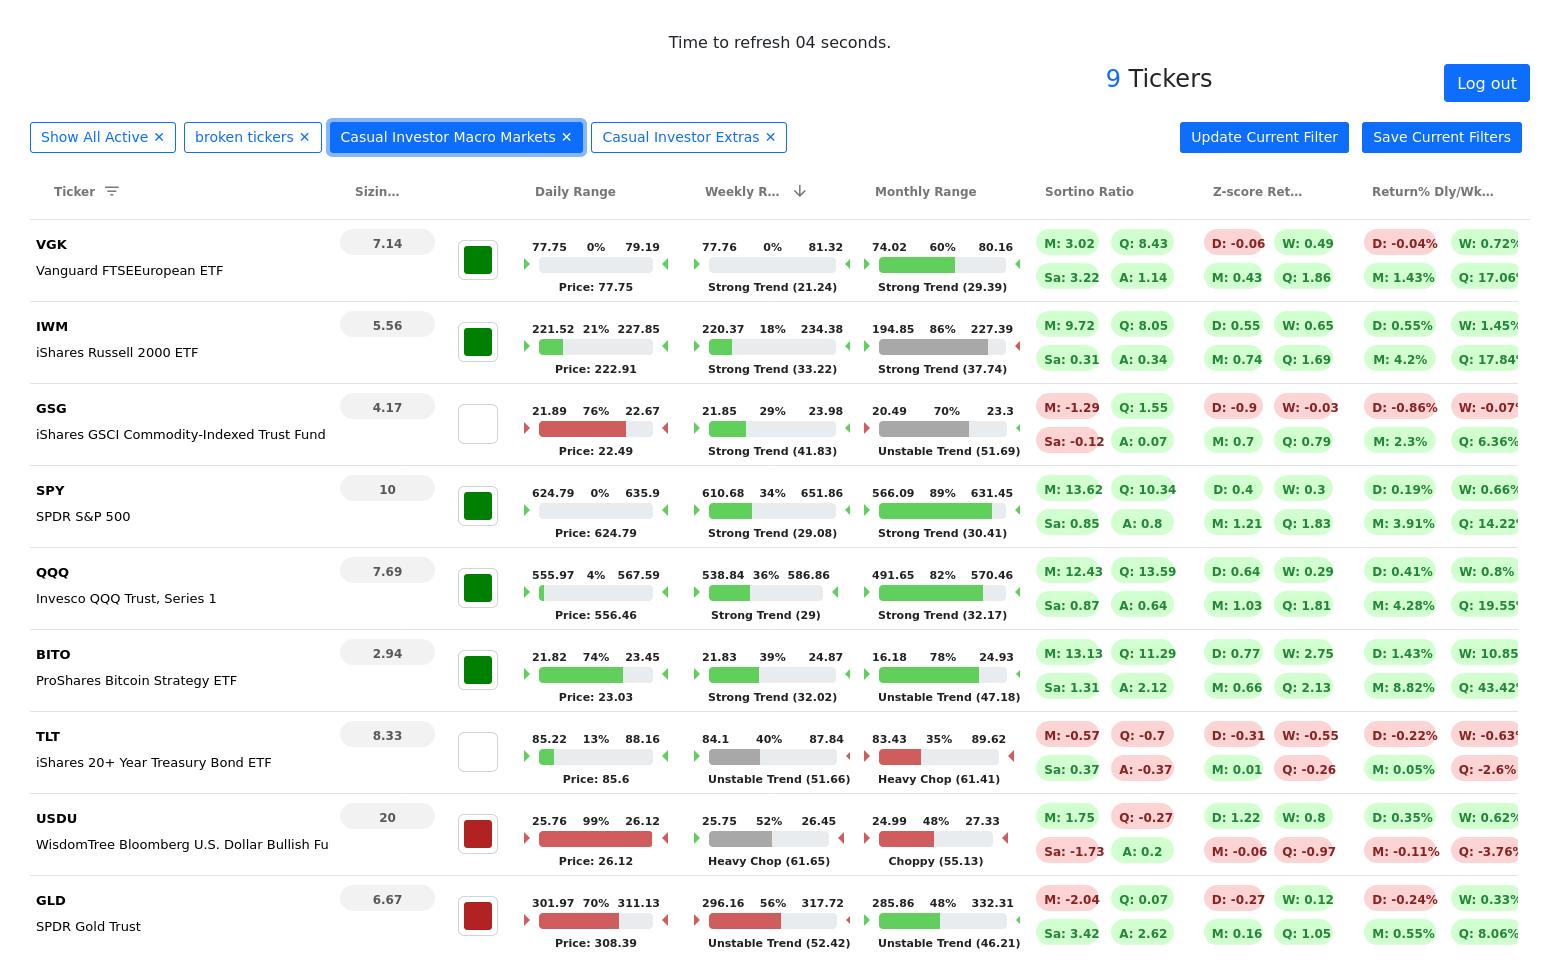 Time to refresh 04 seconds.
9 Tickers
Log out
Show All Active ✕ broken tickers ✕ Casual Investor Macro Markets ✕ Casual Investor Extras ✕ Update Current Filter Save Current Filters
Ticker Sizin… Daily Range Weekly R… Monthly Range Sortino Ratio Z-score Ret… Return% Dly/Wk…
VGK 7.14 77.75 0% 79.19 77.76 0% 81.32 74.02 60% 80.16 M: 3.02 Q: 8.43 D: -0.06 W: 0.49 D: -0.04% W: 0.72%
Vanguard FTSEEuropean ETF Price: 77.75 Strong Trend (21.24) Strong Trend (29.39) Sa: 3.22 A: 1.14 M: 0.43 Q: 1.86 M: 1.43% Q: 17.06%
IWM 5.56 221.52 21% 227.85 220.37 18% 234.38 194.85 86% 227.39 M: 9.72 Q: 8.05 D: 0.55 W: 0.65 D: 0.55% W: 1.45%
iShares Russell 2000 ETF Price: 222.91 Strong Trend (33.22) Strong Trend (37.74) Sa: 0.31 A: 0.34 M: 0.74 Q: 1.69 M: 4.2% Q: 17.84%
GSG 4.17 21.89 76% 22.67 21.85 29% 23.98 20.49 70% 23.3 M: -1.29 Q: 1.55 D: -0.9 W: -0.03 D: -0.86% W: -0.07%
iShares GSCI Commodity-Indexed Trust Fund Price: 22.49 Strong Trend (41.83) Unstable Trend (51.69) Sa: -0.12 A: 0.07 M: 0.7 Q: 0.79 M: 2.3% Q: 6.36%
SPY 10 624.79 0% 635.9 610.68 34% 651.86 566.09 89% 631.45 M: 13.62 Q: 10.34 D: 0.4 W: 0.3 D: 0.19% W: 0.66%
SPDR S&P 500 Price: 624.79 Strong Trend (29.08) Strong Trend (30.41) Sa: 0.85 A: 0.8 M: 1.21 Q: 1.83 M: 3.91% Q: 14.22%
QQQ 7.69 555.97 4% 567.59 538.84 36% 586.86 491.65 82% 570.46 M: 12.43 Q: 13.59 D: 0.64 W: 0.29 D: 0.41% W: 0.8%
Invesco QQQ Trust, Series 1 Price: 556.46 Strong Trend (29) Strong Trend (32.17) Sa: 0.87 A: 0.64 M: 1.03 Q: 1.81 M: 4.28% Q: 19.55%
BITO 2.94 21.82 74% 23.45 21.83 39% 24.87 16.18 78% 24.93 M: 13.13 Q: 11.29 D: 0.77 W: 2.75 D: 1.43% W: 10.85
ProShares Bitcoin Strategy ETF Price: 23.03 Strong Trend (32.02) Unstable Trend (47.18) Sa: 1.31 A: 2.12 M: 0.66 Q: 2.13 M: 8.82% Q: 43.42%
TLT 8.33 85.22 13% 88.16 84.1 40% 87.84 83.43 35% 89.62 M: -0.57 Q: -0.7 D: -0.31 W: -0.55 D: -0.22% W: -0.63%
iShares 20+ Year Treasury Bond ETF Price: 85.6 Unstable Trend (51.66) Heavy Chop (61.41) Sa: 0.37 A: -0.37 M: 0.01 Q: -0.26 M: 0.05% Q: -2.6%
USDU 20 25.76 99% 26.12 25.75 52% 26.45 24.99 48% 27.33 M: 1.75 Q: -0.27 D: 1.22 W: 0.8 D: 0.35% W: 0.62%
WisdomTree Bloomberg U.S. Dollar Bullish Fu Price: 26.12 Heavy Chop (61.65) Choppy (55.13) Sa: -1.73 A: 0.2 M: -0.06 Q: -0.97 M: -0.11% Q: -3.76%
GLD 6.67 301.97 70% 311.13 296.16 56% 317.72 285.86 48% 332.31 M: -2.04 Q: 0.07 D: -0.27 W: 0.12 D: -0.24% W: 0.33%
SPDR Gold Trust Price: 308.39 Unstable Trend (52.42) Unstable Trend (46.21) Sa: 3.42 A: 2.62 M: 0.16 Q: 1.05 M: 0.55% Q: 8.06%